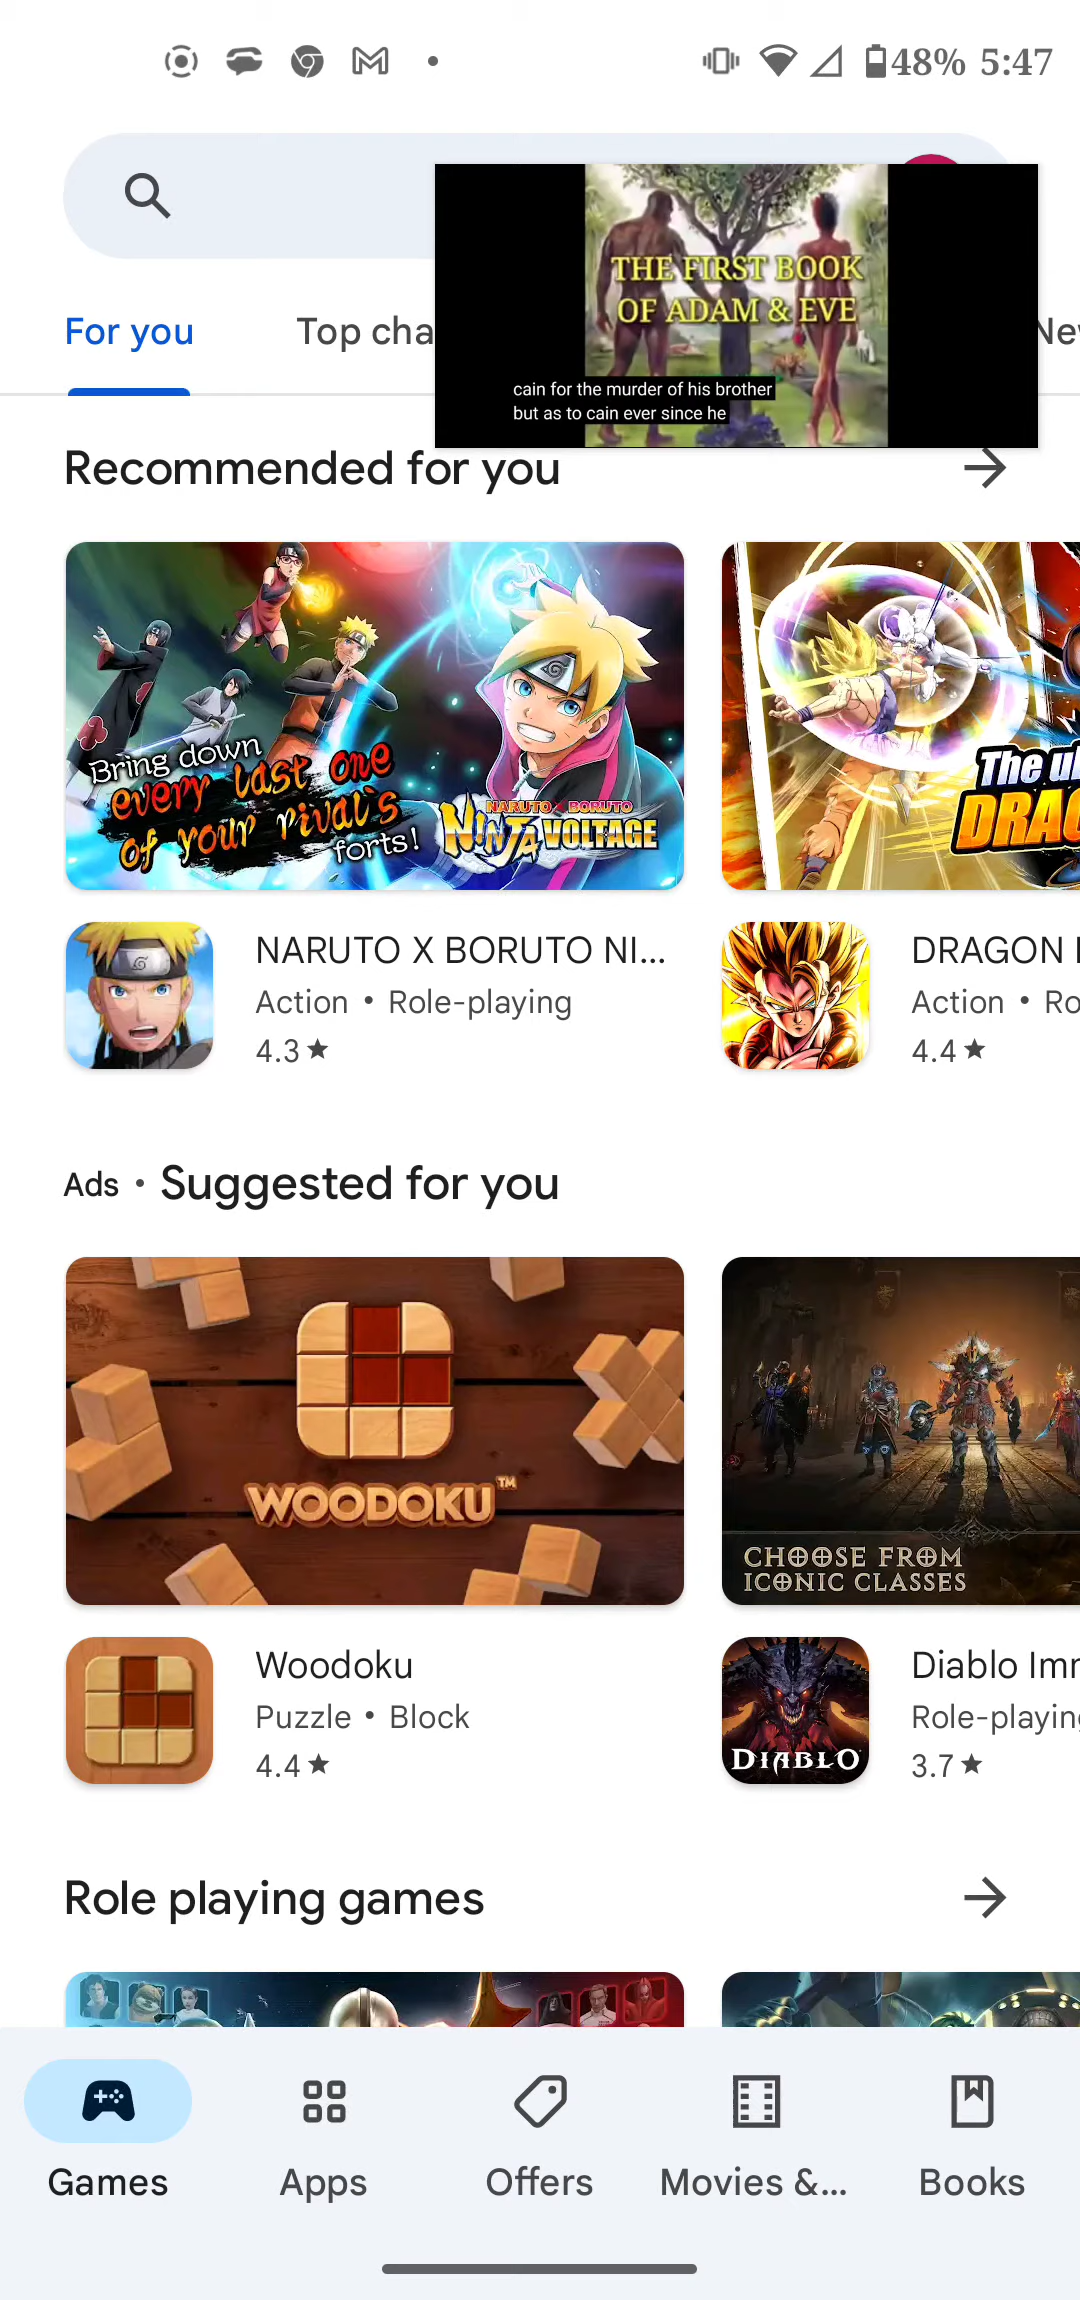 48% 5:47
THE FIRST BOOK
OF ADAM & EVE
cain for the murder of his brother
but as to cain ever since he
For you
Top cha
Ne
Recommended for you
Bring down
every last one
of your rival's
forts!
NARUTO X BORUTO
NINJA VOLTAGE
The u
DRAG
NARUTO X BORUTO NI...
Action • Role-playing
4.3 ★
DRAGON
Action • Ro
4.4 ★
Ads • Suggested for you
WOODOKU™
CHOOSE FROM
ICONIC CLASSES
Woodoku
Puzzle • Block
4.4 ★
DIABLO
Diablo Imm
Role-playing
3.7 ★
Role playing games
Games
Apps
Offers
Movies &...
Books